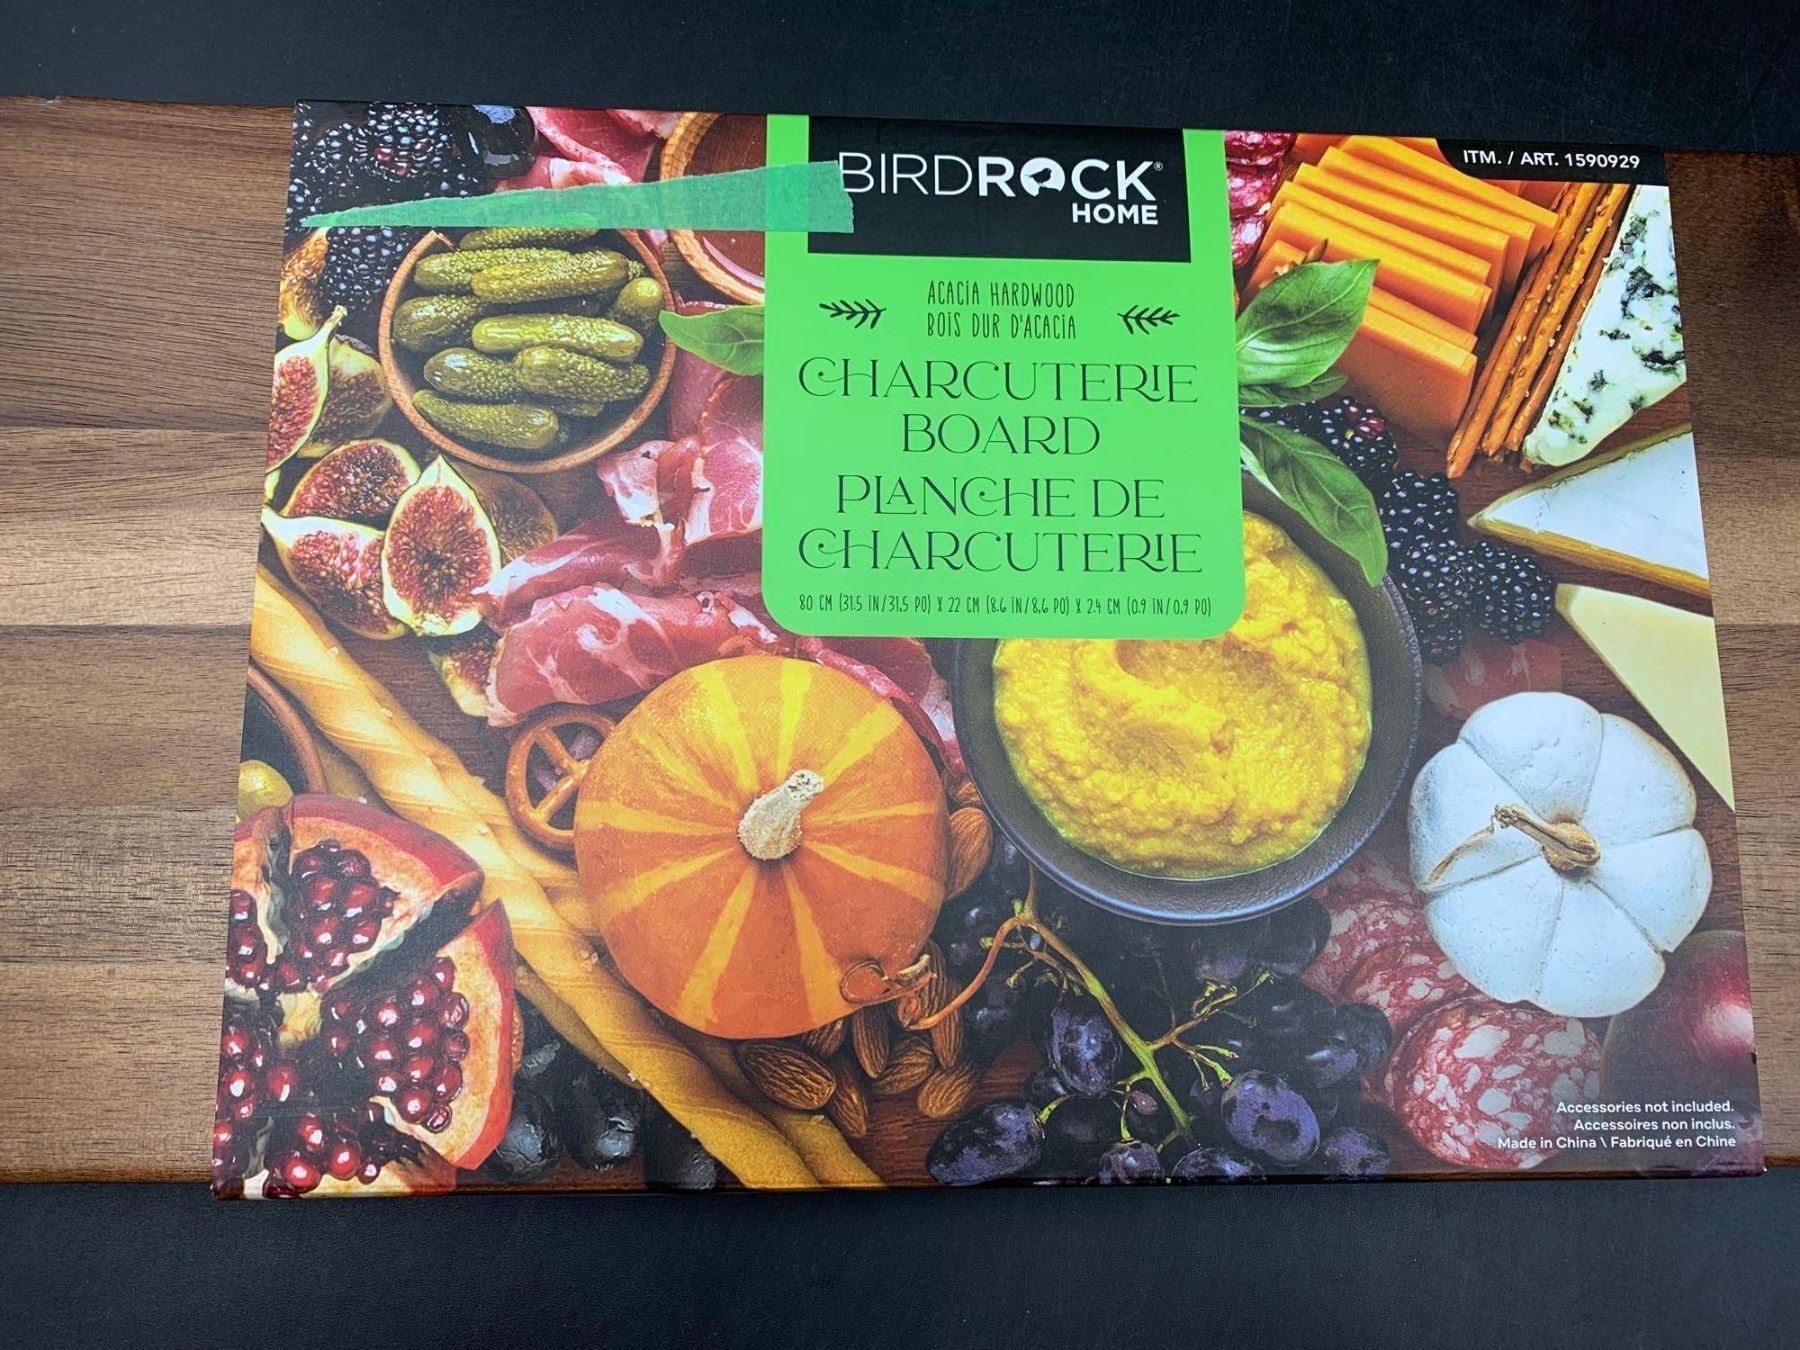 BIRDROCK®
HOME
ITM. / ART. 1590929
ACACIA HARDWOOD
BOIS DUR D'ACACIA
CHARCUTERIE
BOARD
PLANCHE DE
CHARCUTERIE
80 CM (31.5 IN/31,5 PO) X 22 CM (8.6 IN/8,6 PO) X 2.4 CM (0.9 IN/0,9 PO)
Accessories not included.
Accessoires non inclus.
Made in China \ Fabriqué en Chine